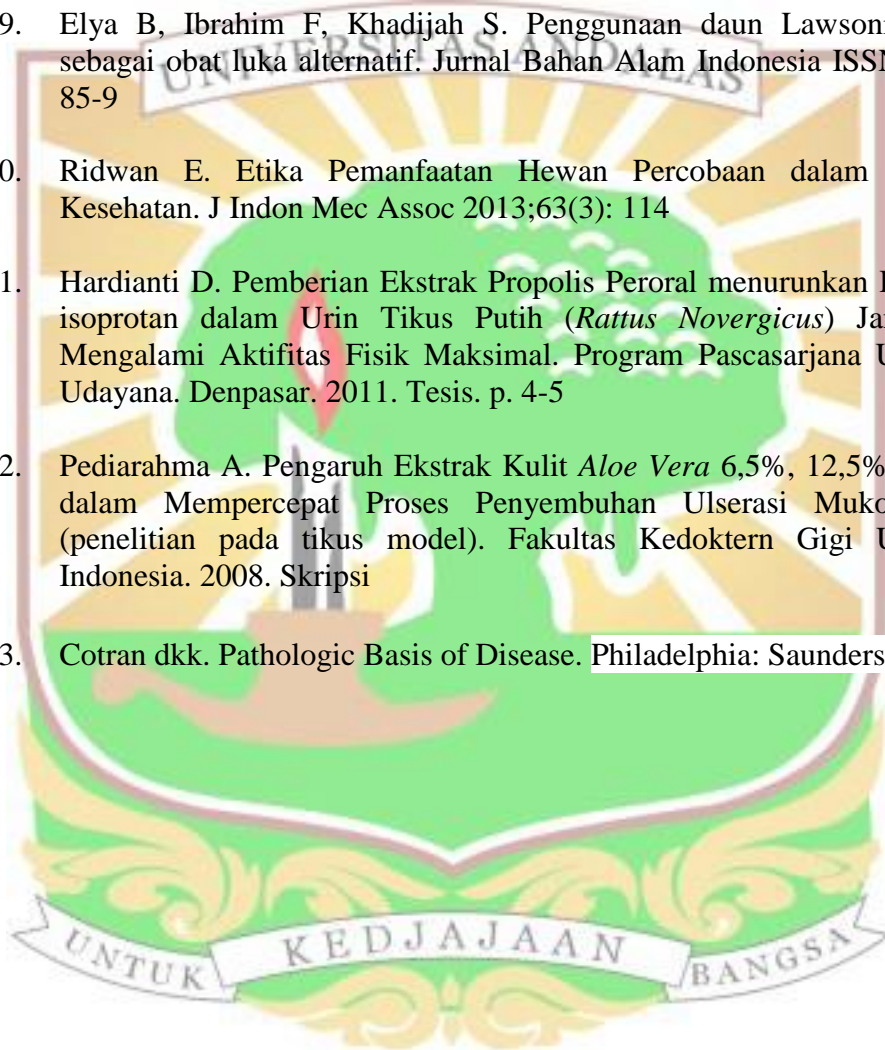 9. Elya B, Ibrahim F, Khadijah S. Penggunaan daun Lawson
sebagai obat luka alternatif. Jurnal Bahan Alam Indonesia ISSN
85-9
UNIVERSITAS ANDALAS
0. Ridwan E. Etika Pemanfaatan Hewan Percobaan dalam
Kesehatan. J Indon Mec Assoc 2013;63(3): 114
1. Hardianti D. Pemberian Ekstrak Propolis Peroral menurunkan
isoprotan dalam Urin Tikus Putih (Rattus Novergicus)
Mengalami Aktifitas Fisik Maksimal. Program Pascasarjana
Udayana. Denpasar. 2011. Tesis. p. 4-5
2. Pediarahma A. Pengaruh Ekstrak Kulit Aloe Vera 6,5%, 12,5%
dalam Mempercepat Proses Penyembuhan Ulserasi
(penelitian pada tikus model). Fakultas Kedoktern Gigi
Indonesia. 2008. Skripsi
3. Cotran dkk. Pathologic Basis of Disease. Philadelphia: Saunders
UNTUK KEDJAJAAN BANGSA